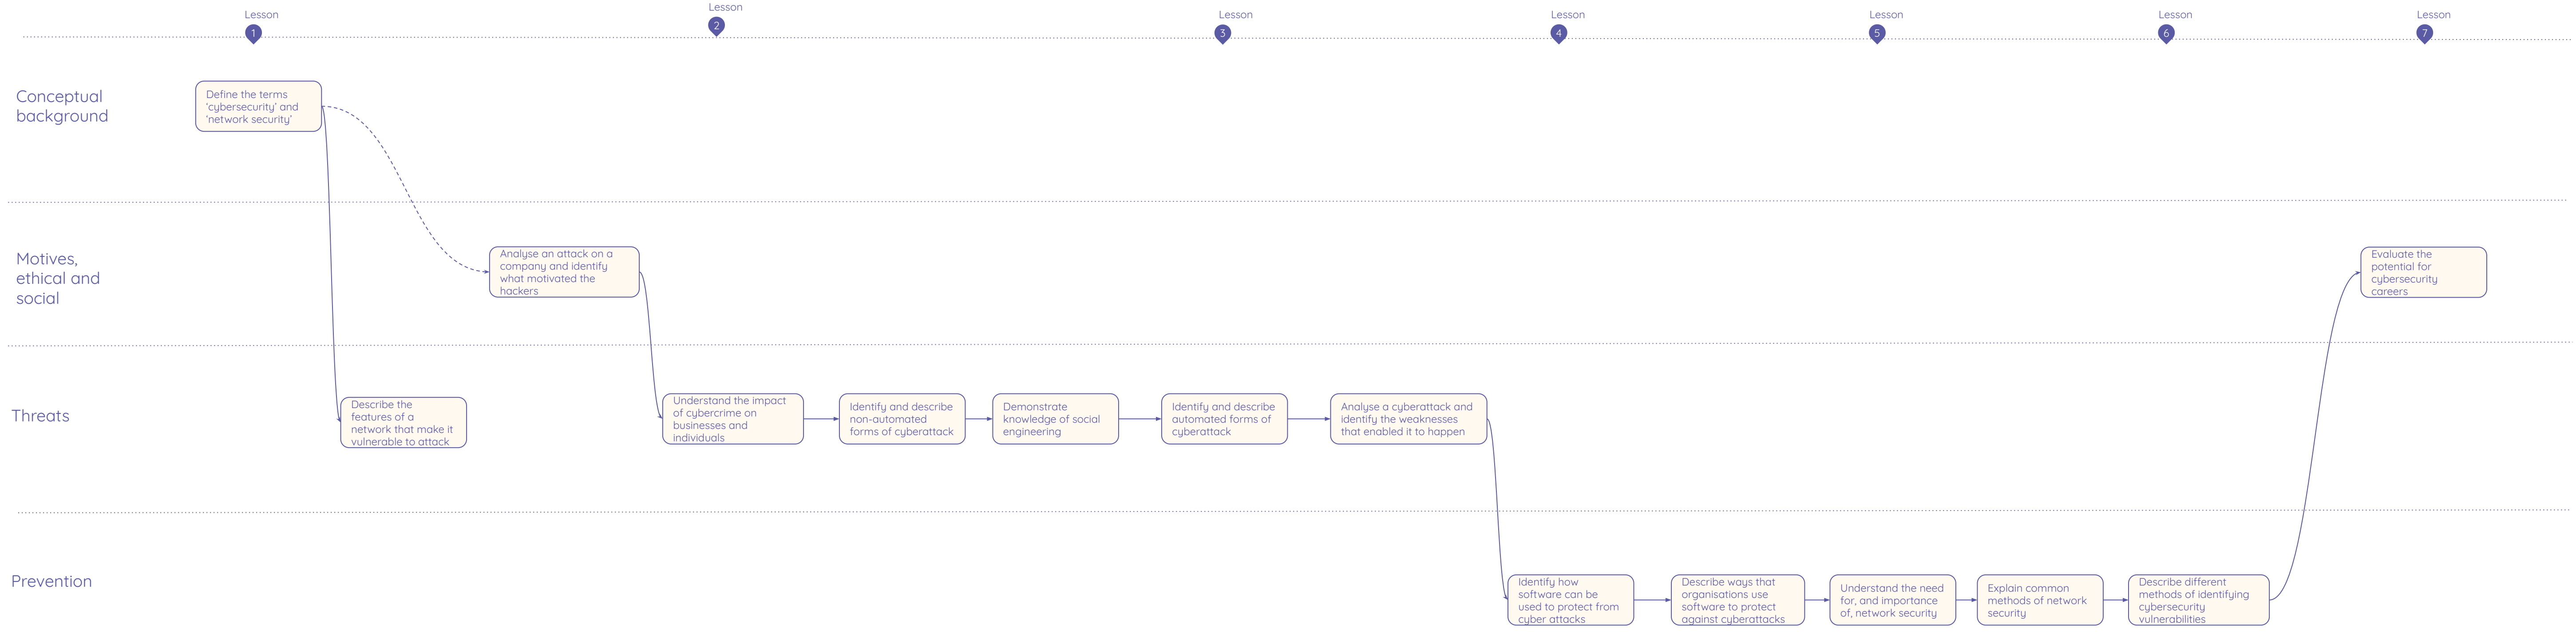 Lesson
1
Lesson
2
Lesson
3
Lesson
4
Lesson
5
Lesson
6
Lesson
7
Conceptual
background
Define the terms
‘cybersecurity’ and
‘network security’
Motives,
ethical and
social
Analyse an attack on a
company and identify
what motivated the
hackers
Evaluate the
potential for
cybersecurity
careers
Threats
Describe the
features of a
network that make it
vulnerable to attack
Understand the impact
of cybercrime on
businesses and
individuals
Identify and describe
non-automated
forms of cyberattack
Demonstrate
knowledge of social
engineering
Identify and describe
automated forms of
cyberattack
Analyse a cyberattack and
identify the weaknesses
that enabled it to happen
Prevention
Identify how
software can be
used to protect from
cyber attacks
Describe ways that
organisations use
software to protect
against cyberattacks
Understand the need
for, and importance
of, network security
Explain common
methods of network
security
Describe different
methods of identifying
cybersecurity
vulnerabilities